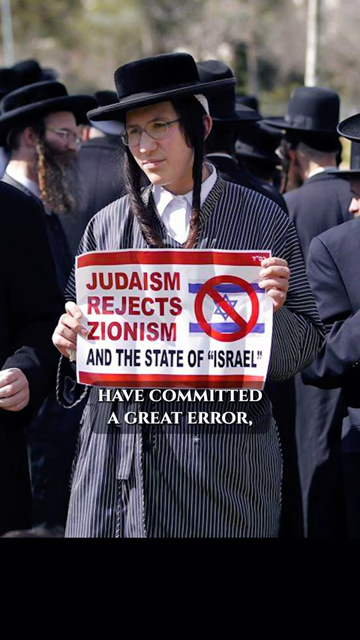 JUDAISM
REJECTS
ZIONISM
AND THE STATE OF "ISRAEL"
HAVE COMMITTED
A GREAT ERROR,